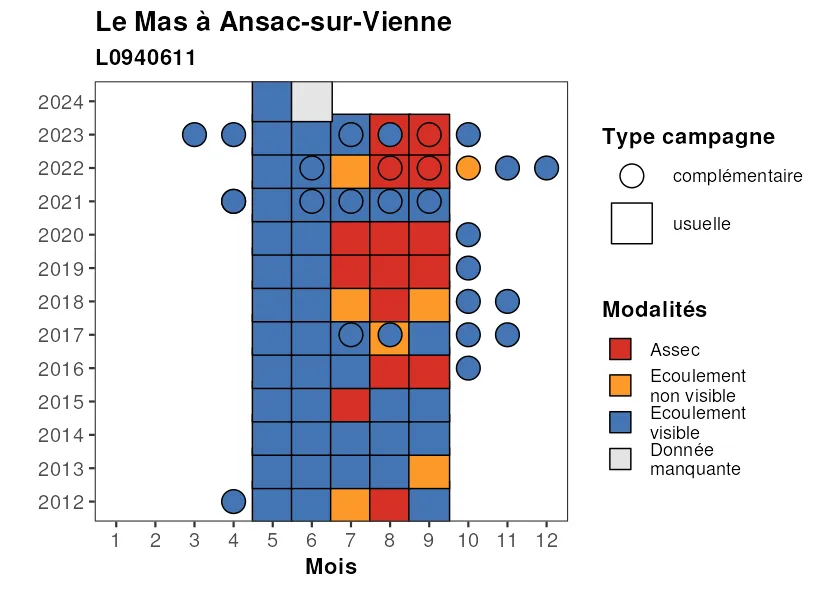 Le Mas à Ansac-sur-Vienne
L0940611
2024
2023
2022
2021
2020
2019
2018
2017
2016
2015
2014
2013
2012
1 2 3 4 5 6 7 8 9 10 11 12
Mois
Type campagne
complémentaire
usuelle
Modalités
Assec
Ecoulement
non visible
Ecoulement
visible
Donnée
manquante